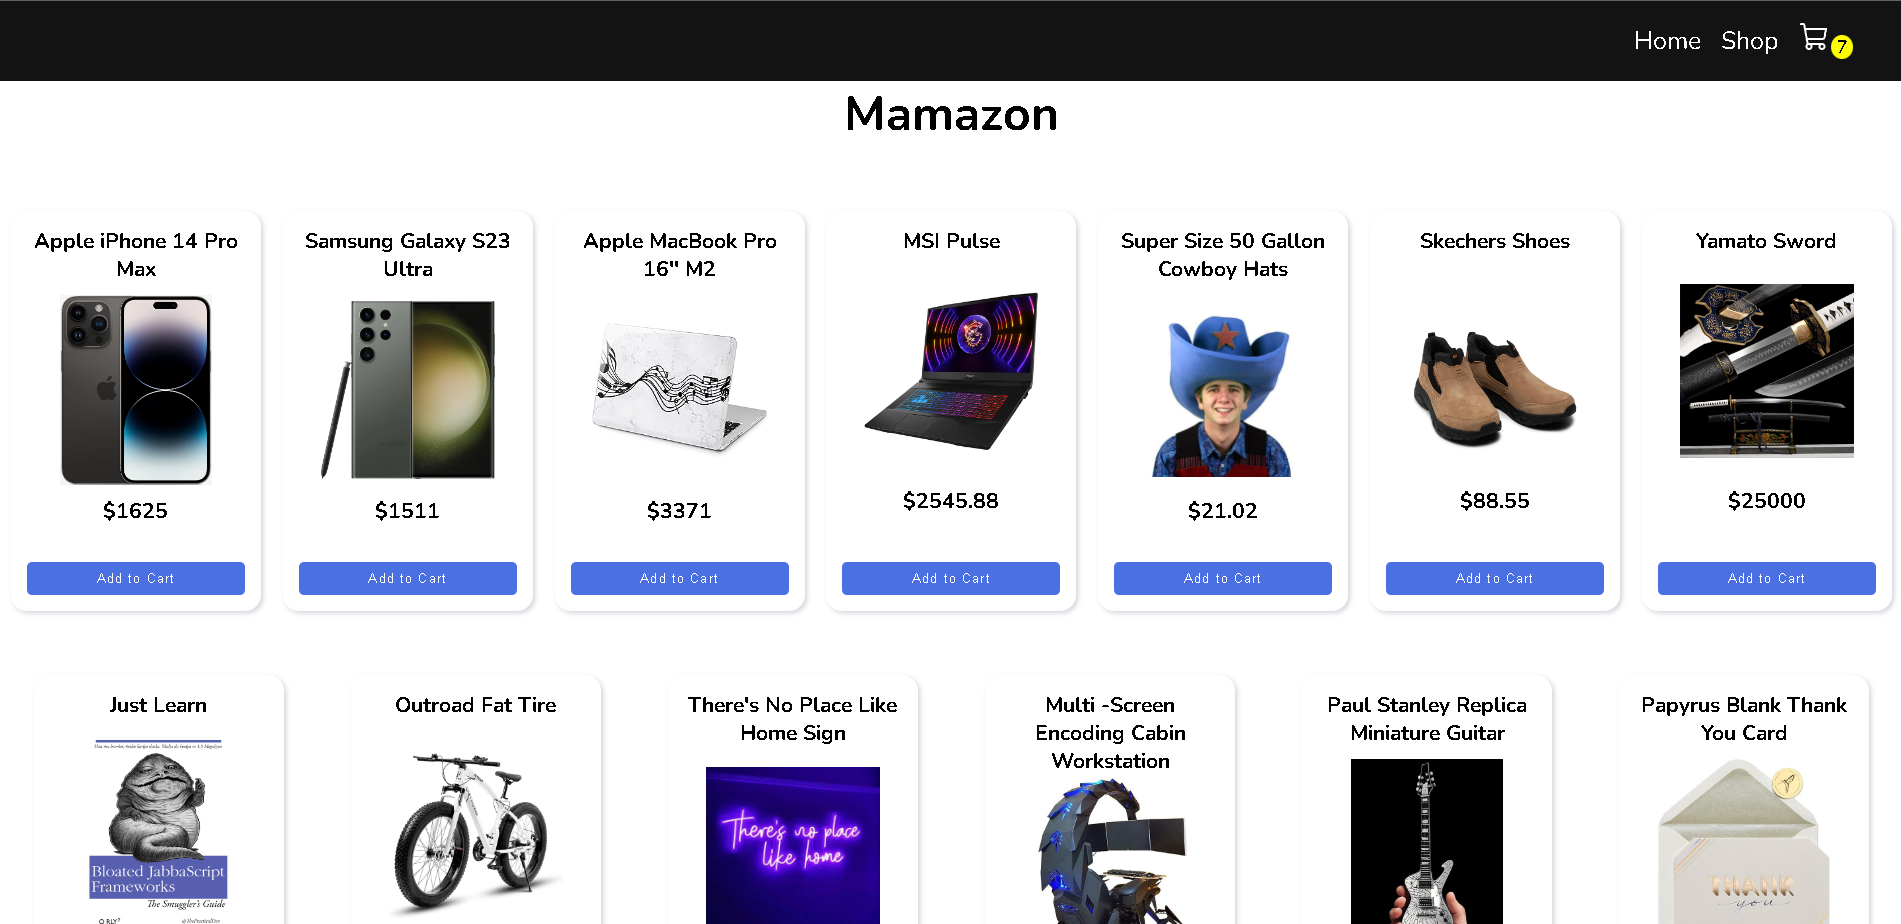 Home Shop 7
Mamazon
Apple iPhone 14 Pro
Max
$1625
Add to Cart
Samsung Galaxy S23
Ultra
$1511
Add to Cart
Apple MacBook Pro
16" M2
$3371
Add to Cart
MSI Pulse
$2545.88
Add to Cart
Super Size 50 Gallon
Cowboy Hats
$21.02
Add to Cart
Skechers Shoes
$88.55
Add to Cart
Yamato Sword
$25000
Add to Cart
Just Learn
Bloated JabbaScript
Frameworks
The Smuggler's Guide
O RLY?
Outroad Fat Tire
There's No Place Like
Home Sign
There's no place
like home
Multi -Screen
Encoding Cabin
Workstation
Paul Stanley Replica
Miniature Guitar
Papyrus Blank Thank
You Card
THANK
you